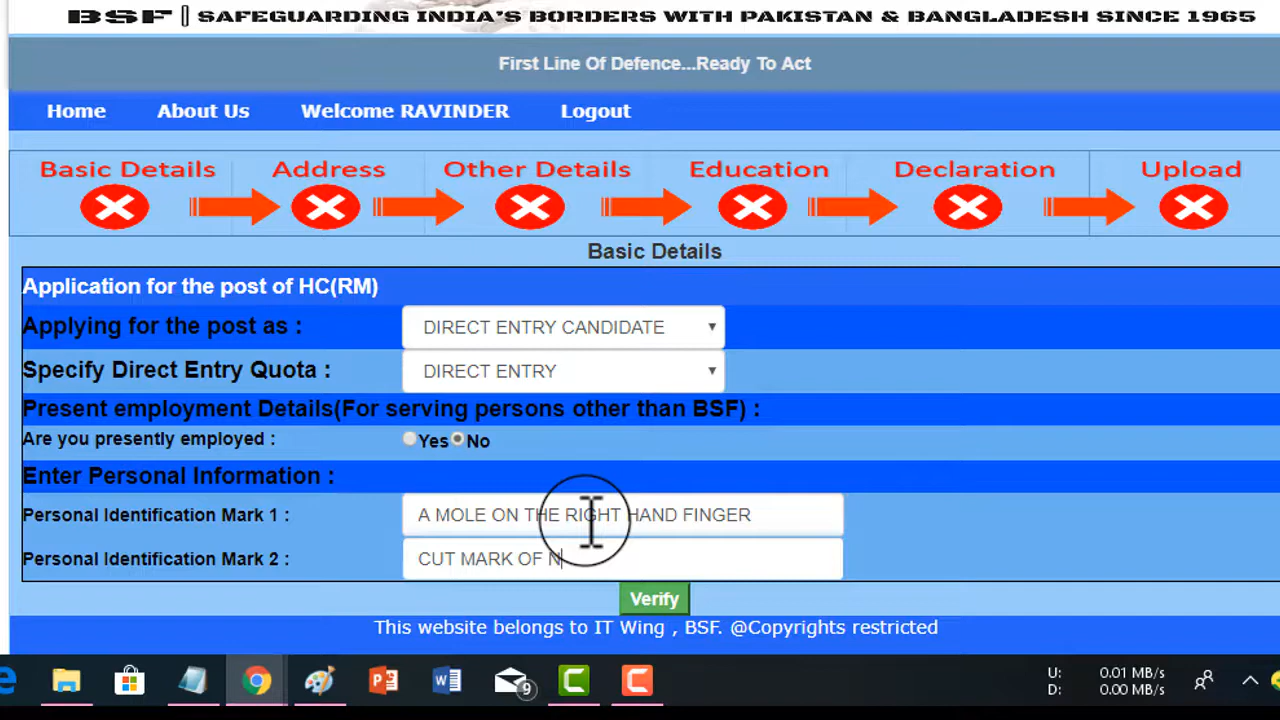 BSF | SAFEGUARDING INDIA'S BORDERS WITH PAKISTAN & BANGLADESH SINCE 1965
First Line Of Defence...Ready To Act
Home About Us Welcome RAVINDER Logout
Basic Details Address Other Details Education Declaration Upload
Basic Details
Application for the post of HC(RM)
Applying for the post as : DIRECT ENTRY CANDIDATE
Specify Direct Entry Quota : DIRECT ENTRY
Present employment Details(For serving persons other than BSF) :
Are you presently employed : Yes No
Enter Personal Information :
Personal Identification Mark 1 : A MOLE ON THE RIGHT HAND FINGER
Personal Identification Mark 2 : CUT MARK OF N
Verify
This website belongs to IT Wing , BSF. @Copyrights restricted
9 U: 0.01 MB/s
D: 0.00 MB/s